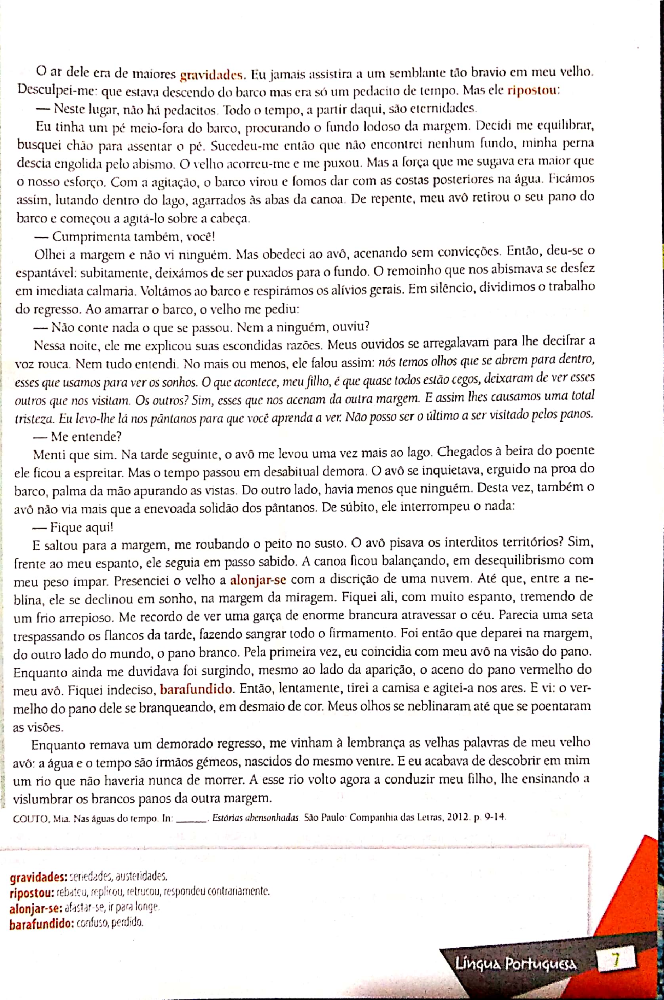 O ar dele era de maiores gravidades. Eu jamais assistira a um semblante tão bravio em meu velho.
Desculpei-me: que estava descendo do barco mas era só um pedacito de tempo. Mas ele ripostou:
— Neste lugar, não há pedacitos. Todo o tempo, a partir daqui, são eternidades.
Eu tinha um pé meio-fora do barco, procurando o fundo lodoso da margem. Decidi me equilibrar,
busquei chão para assentar o pé. Sucedeu-me então que não encontrei nenhum fundo, minha perna
descia engolida pelo abismo. O velho acorreu-me e me puxou. Mas a força que me sugava era maior que
o nosso esforço. Com a agitação, o barco virou e fomos dar com as costas posteriores na água. Ficámos
assim, lutando dentro do lago, agarrados às abas da canoa. De repente, meu avô retirou o seu pano do
barco e começou a agitá-lo sobre a cabeça.
— Cumprimenta também, você!
Olhei a margem e não vi ninguém. Mas obedeci ao avô, acenando sem convicções. Então, deu-se o
espantável: subitamente, deixámos de ser puxados para o fundo. O remoinho que nos abismava se desfez
em imediata calmaria. Voltámos ao barco e respirámos os alívios gerais. Em silêncio, dividimos o trabalho
do regresso. Ao amarrar o barco, o velho me pediu:
— Não conte nada o que se passou. Nem a ninguém, ouviu?
Nessa noite, ele me explicou suas escondidas razões. Meus ouvidos se arregalavam para lhe decifrar a
voz rouca. Nem tudo entendi. No mais ou menos, ele falou assim: nós temos olhos que se abrem para dentro,
esses que usamos para ver os sonhos. O que acontece, meu filho, é que quase todos estão cegos, deixaram de ver esses
outros que nos visitam. Os outros? Sim, esses que nos acenam da outra margem. E assim lhes causamos uma total
tristeza. Eu levo-lhe lá nos pântanos para que você aprenda a ver. Não posso ser o último a ser visitado pelos panos.
— Me entende?
Menti que sim. Na tarde seguinte, o avô me levou uma vez mais ao lago. Chegados à beira do poente
ele ficou a espreitar. Mas o tempo passou em desabitual demora. O avô se inquietava, erguido na proa do
barco, palma da mão apurando as vistas. Do outro lado, havia menos que ninguém. Desta vez, também o
avô não via mais que a enevoada solidão dos pântanos. De súbito, ele interrompeu o nada:
— Fique aqui!
E saltou para a margem, me roubando o peito no susto. O avô pisava os interditos territórios? Sim,
frente ao meu espanto, ele seguia em passo sabido. A canoa ficou balançando, em desequilibrismo com
meu peso ímpar. Presenciei o velho a alonjar-se com a discrição de uma nuvem. Até que, entre a ne-
blina, ele se declinou em sonho, na margem da miragem. Fiquei ali, com muito espanto, tremendo de
um frio arrepioso. Me recordo de ver uma garça de enorme brancura atravessar o céu. Parecia uma seta
trespassando os flancos da tarde, fazendo sangrar todo o firmamento. Foi então que deparei na margem,
do outro lado do mundo, o pano branco. Pela primeira vez, eu coincidia com meu avô na visão do pano.
Enquanto ainda me duvidava foi surgindo, mesmo ao lado da aparição, o aceno do pano vermelho do
meu avô. Fiquei indeciso, barafundido. Então, lentamente, tirei a camisa e agitei-a nos ares. E vi: o ver-
melho do pano dele se branqueando, em desmaio de cor. Meus olhos se neblinaram até que se poentaram
as visões.
Enquanto remava um demorado regresso, me vinham à lembrança as velhas palavras de meu velho
avô: a água e o tempo são irmãos gémeos, nascidos do mesmo ventre. E eu acabava de descobrir em mim
um rio que não haveria nunca de morrer. A esse rio volto agora a conduzir meu filho, lhe ensinando a
vislumbrar os brancos panos da outra margem.
COUTO, Mia. Nas águas do tempo. In: ______. Estórias abensonhadas. São Paulo: Companhia das Letras, 2012. p. 9-14.
gravidades: seriedades, austeridades.
ripostou: rebateu, replicou, retrucou, respondeu contrariamente.
alonjar-se: afastar-se, ir para longe.
barafundido: confuso, perdido.
Língua Portuguesa 7